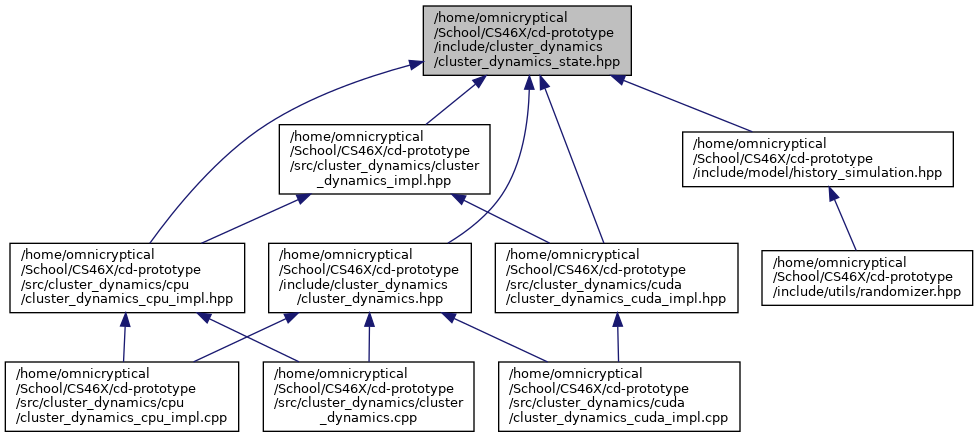 /home/omnicryptical
/School/CS46X/cd-prototype
/include/cluster_dynamics
/cluster_dynamics_state.hpp
/home/omnicryptical
/School/CS46X/cd-prototype
/src/cluster_dynamics/cluster
_dynamics_impl.hpp
/home/omnicryptical
/School/CS46X/cd-prototype
/include/model/history_simulation.hpp
/home/omnicryptical
/School/CS46X/cd-prototype
/src/cluster_dynamics/cpu
/cluster_dynamics_cpu_impl.hpp
/home/omnicryptical
/School/CS46X/cd-prototype
/include/cluster_dynamics
/cluster_dynamics.hpp
/home/omnicryptical
/School/CS46X/cd-prototype
/src/cluster_dynamics/cuda
/cluster_dynamics_cuda_impl.hpp
/home/omnicryptical
/School/CS46X/cd-prototype
/include/utils/randomizer.hpp
/home/omnicryptical
/School/CS46X/cd-prototype
/src/cluster_dynamics/cpu
/cluster_dynamics_cpu_impl.cpp
/home/omnicryptical
/School/CS46X/cd-prototype
/src/cluster_dynamics/cluster
_dynamics.cpp
/home/omnicryptical
/School/CS46X/cd-prototype
/src/cluster_dynamics/cuda
/cluster_dynamics_cuda_impl.cpp